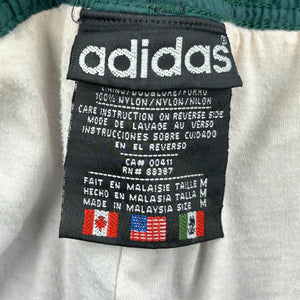 adidas®
LINING/DOUBLURE/FORRO
100% NYLON/NYLON/NILON
CARE INSTRUCTION ON REVERSE SIDE
MODE DE LAVAGE AU VERSO
INSTRUCCIONES SOBRE CUIDADO
EN EL REVERSO
CA# 00411
RN# 88387
FAIT EN MALAISIE TAILLE M
HECHO EN MALASIA TALLA M
MADE IN MALAYSIA SIZE M